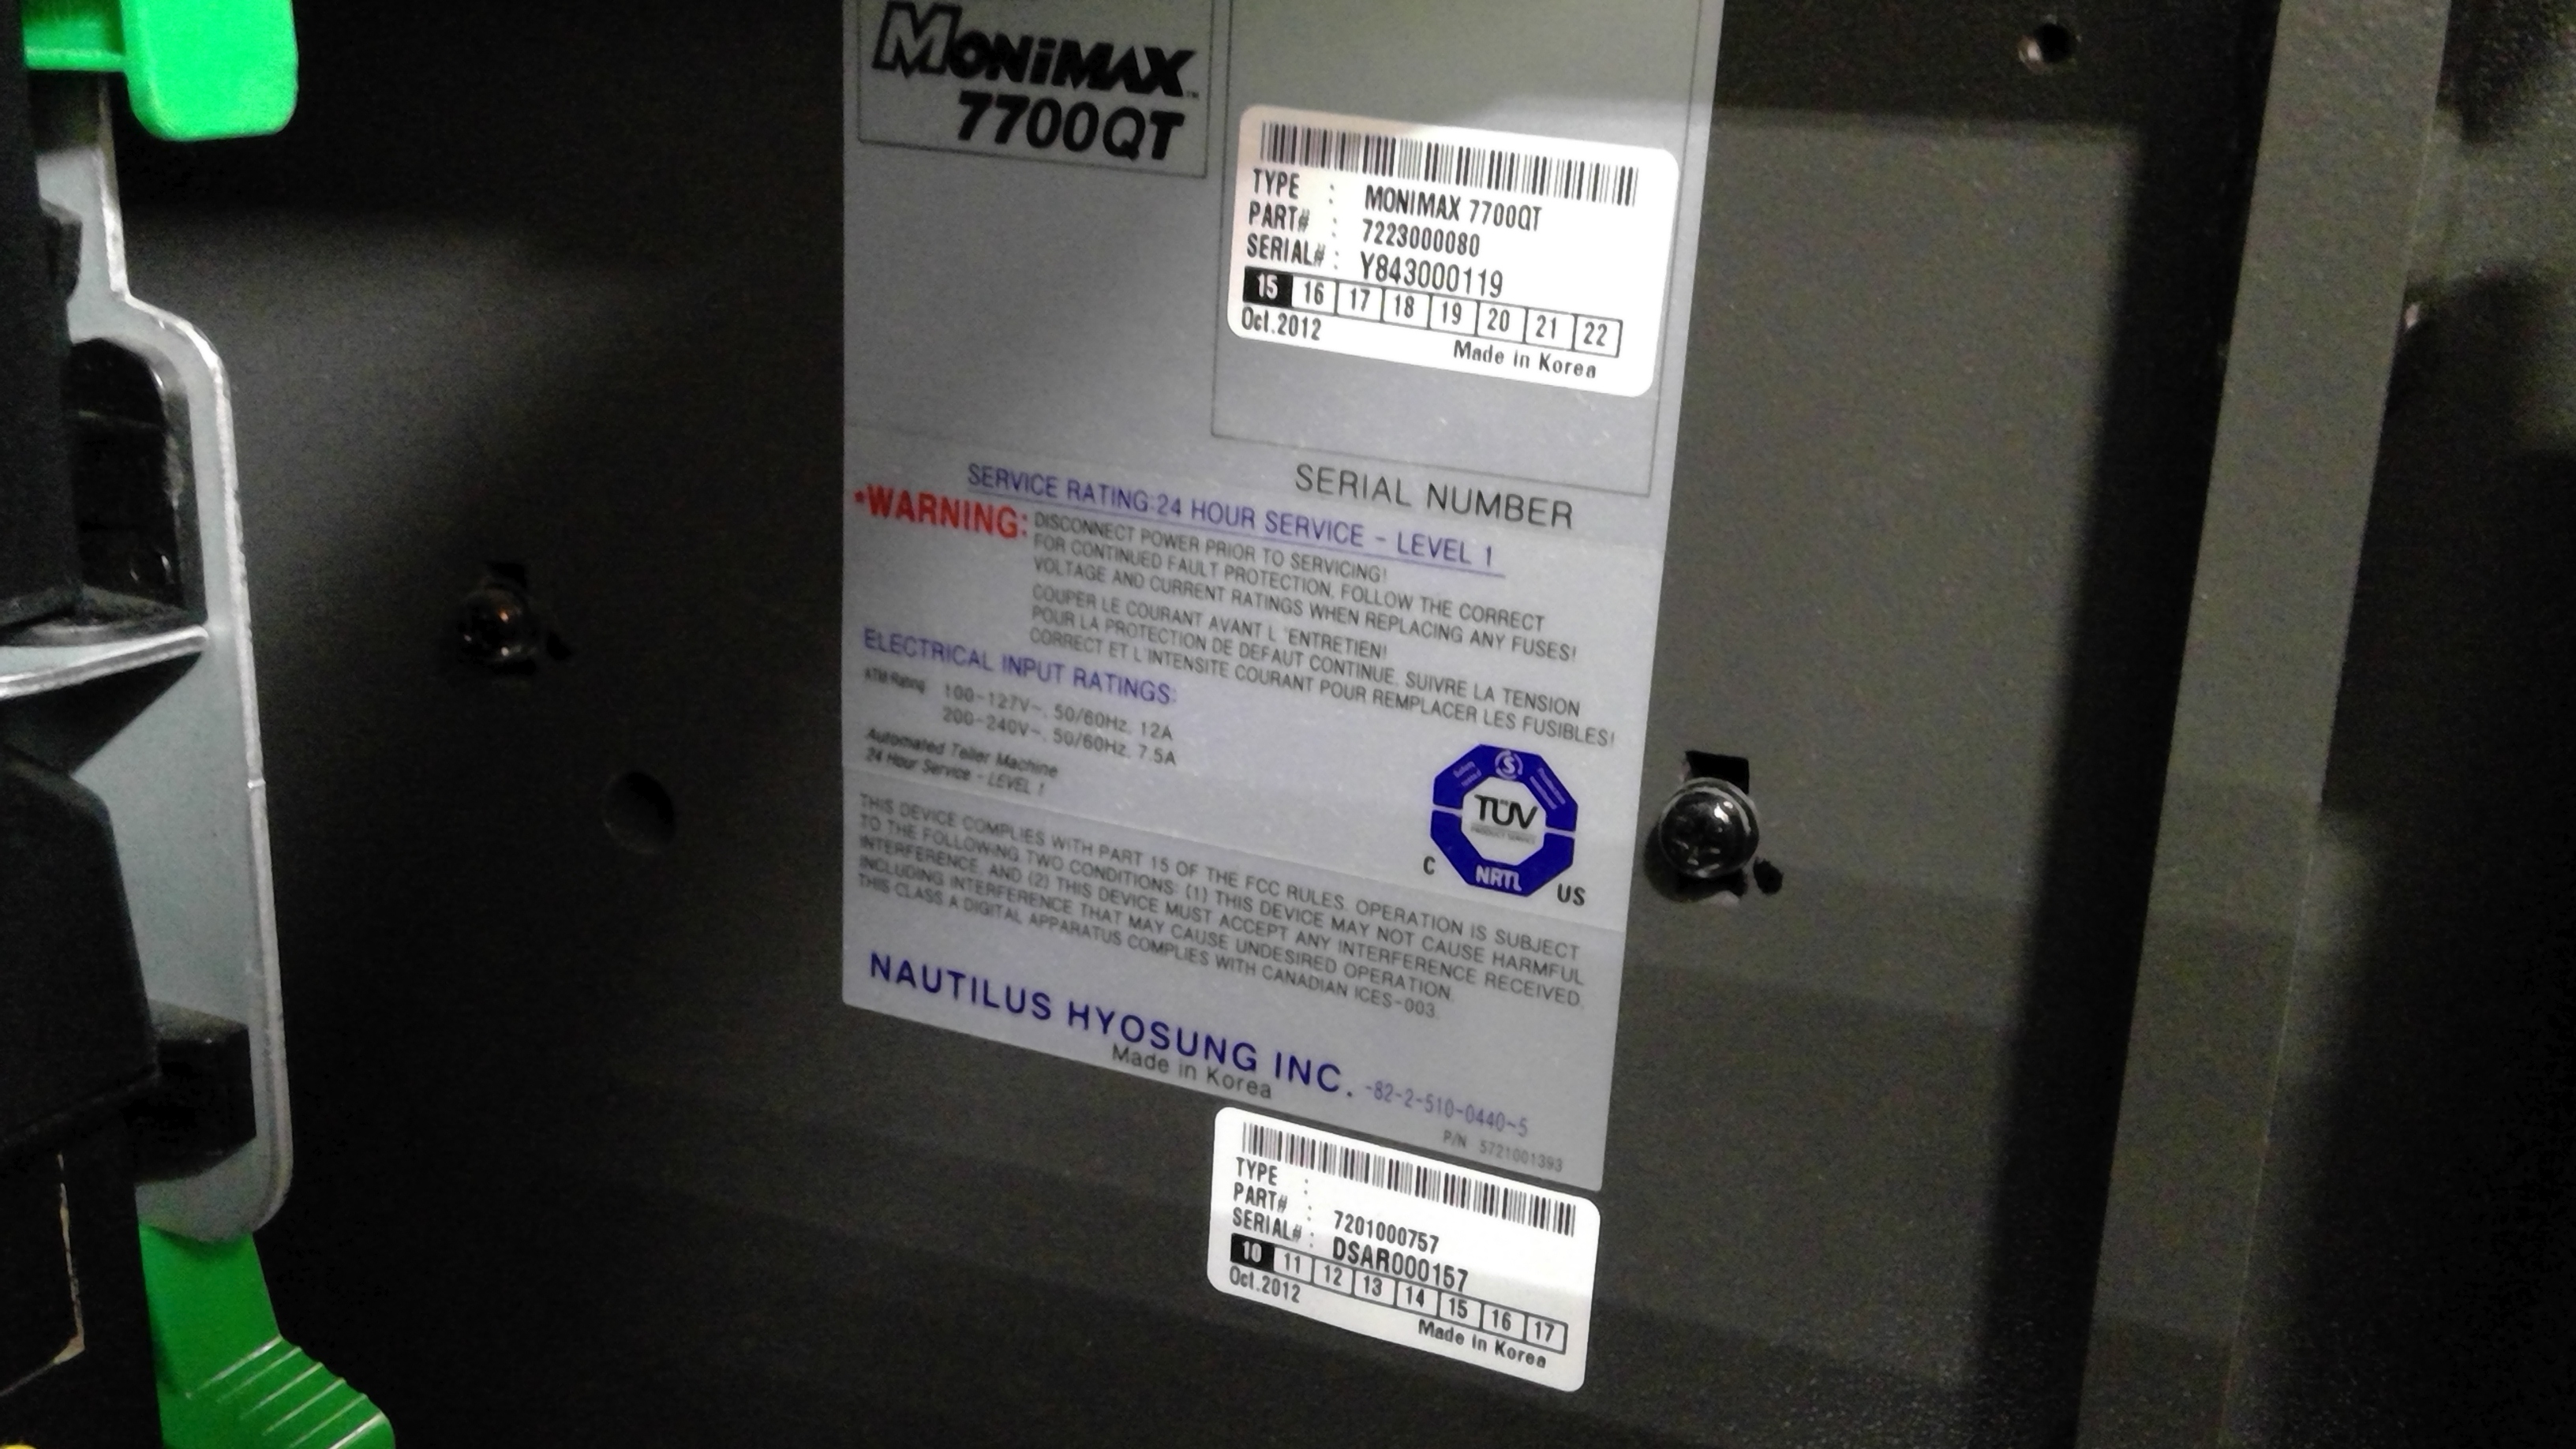 MONiMAX™
7700QT
TYPE : MONIMAX 7700QT
PART# : 7223000080
SERIAL# : Y843000119
15 16 17 18 19 20 21 22
Oct.2012
Made in Korea
SERIAL NUMBER
SERVICE RATING:24 HOUR SERVICE - LEVEL 1
*WARNING: DISCONNECT POWER PRIOR TO SERVICING!
FOR CONTINUED FAULT PROTECTION, FOLLOW THE CORRECT
VOLTAGE AND CURRENT RATINGS WHEN REPLACING ANY FUSES!
COUPER LE COURANT AVANT L 'ENTRETIEN!
POUR LA PROTECTION DE DEFAUT CONTINUE, SUIVRE LA TENSION
CORRECT ET L'INTENSITE COURANT POUR REMPLACER LES FUSIBLES!
ELECTRICAL INPUT RATINGS:
ATM Rating 100-127V~, 50/60Hz, 12A
200-240V~, 50/60Hz, 7.5A
Automated Teller Machine
24 Hour Service - LEVEL 1
S
TÜV
PRODUCT SERVICE
C NRTL US
THIS DEVICE COMPLIES WITH PART 15 OF THE FCC RULES. OPERATION IS SUBJECT
TO THE FOLLOWING TWO CONDITIONS: (1) THIS DEVICE MAY NOT CAUSE HARMFUL
INTERFERENCE, AND (2) THIS DEVICE MUST ACCEPT ANY INTERFERENCE RECEIVED,
INCLUDING INTERFERENCE THAT MAY CAUSE UNDESIRED OPERATION.
THIS CLASS A DIGITAL APPARATUS COMPLIES WITH CANADIAN ICES-003.
NAUTILUS HYOSUNG INC. -82-2-510-0440~5
Made in Korea
P/N 5721001393
TYPE :
PART# : 7201000757
SERIAL# : DSAR000157
10 11 12 13 14 15 16 17
Oct.2012
Made in Korea